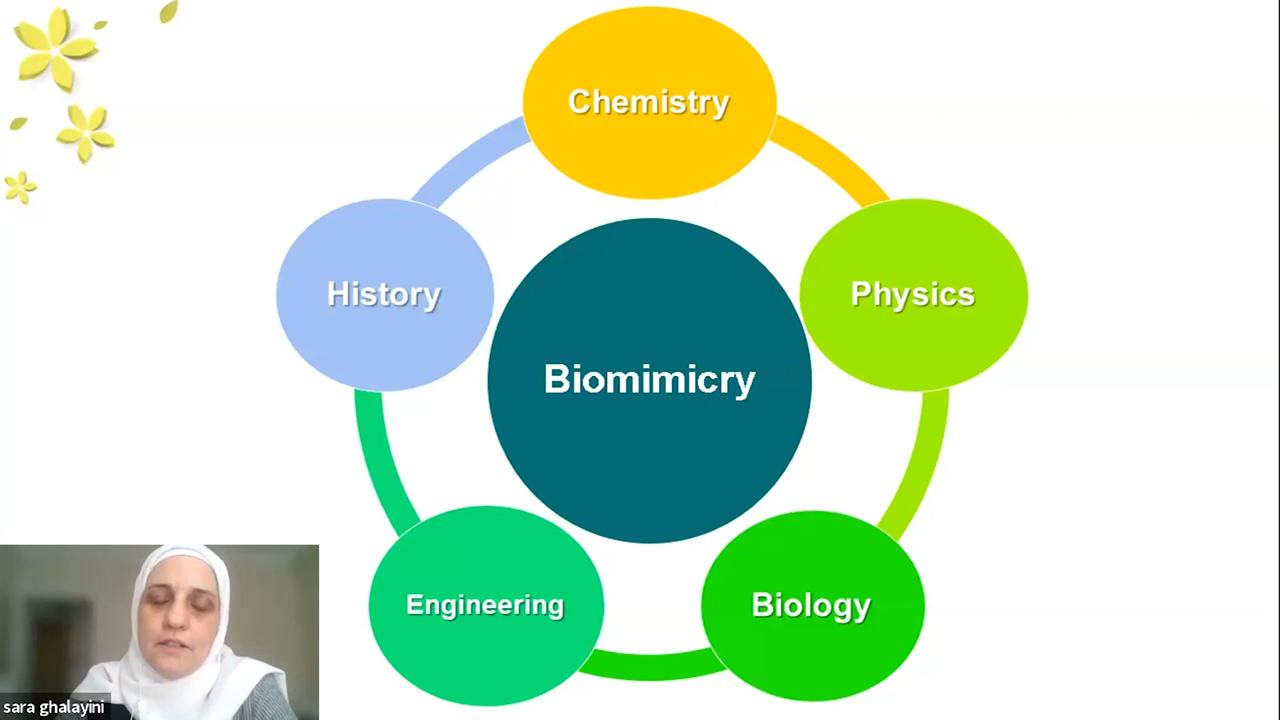 Chemistry
History
Physics
Biomimicry
Engineering
Biology
sara ghalayini